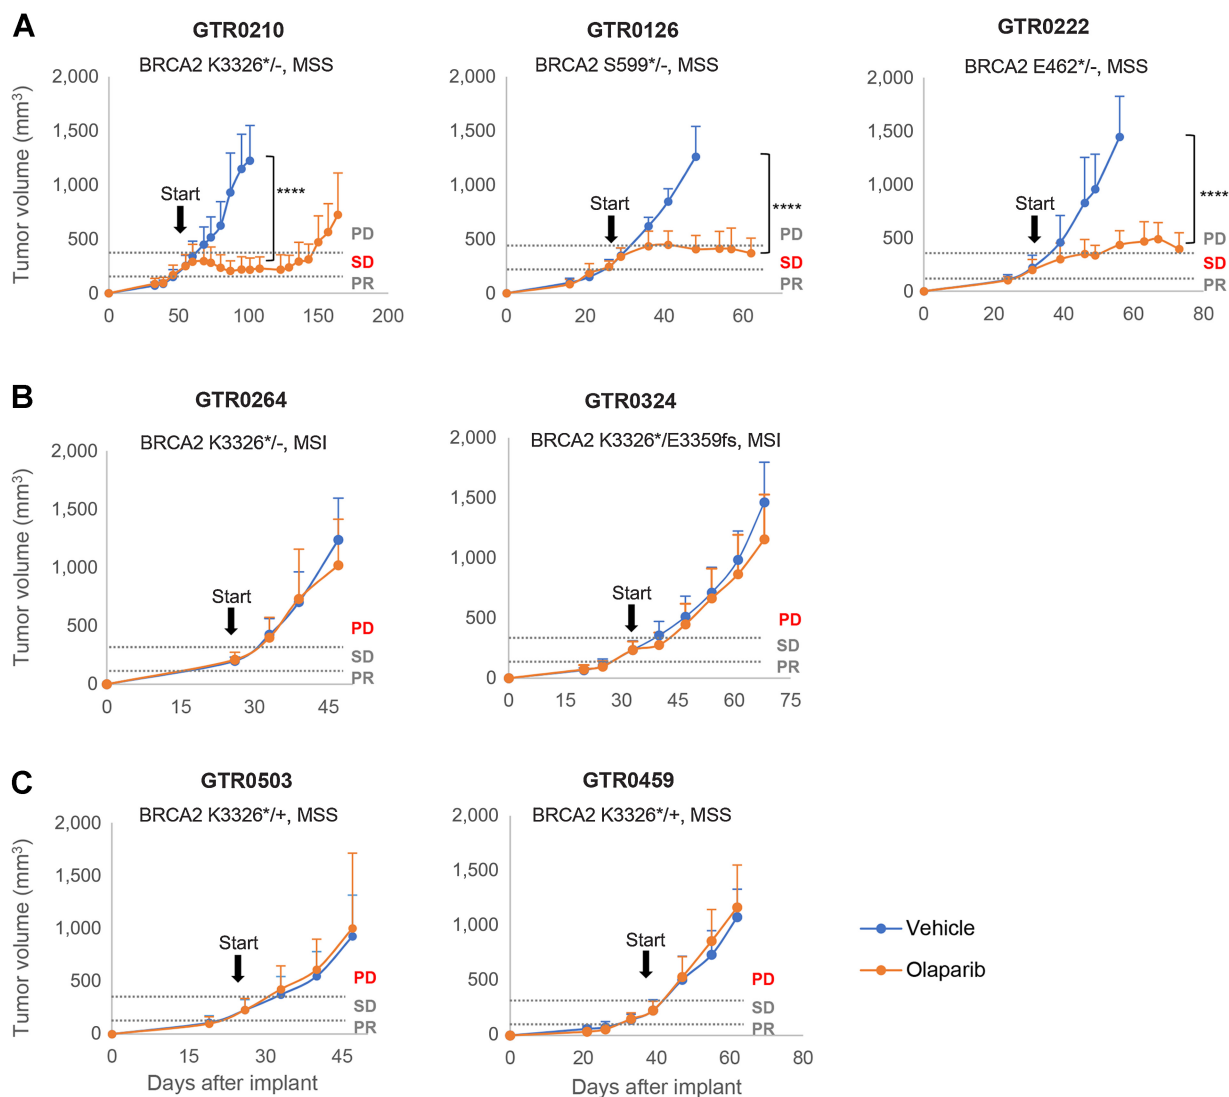 A
GTR0210
BRCA2 K3326*/-, MSS
Tumor volume (mm³)
2,000
1,500
1,000
500
0
Start
****
PD
SD
PR
0 50 100 150 200
GTR0126
BRCA2 S599*/-, MSS
2,000
1,500
1,000
500
0
Start
****
PD
SD
PR
0 20 40 60
GTR0222
BRCA2 E462*/-, MSS
2,000
1,500
1,000
500
0
Start
****
PD
SD
PR
0 20 40 60 80
B
GTR0264
BRCA2 K3326*/-, MSI
Tumor volume (mm³)
2,000
1,500
1,000
500
0
Start
PD
SD
PR
0 15 30 45
GTR0324
BRCA2 K3326*/E3359fs, MSI
2,000
1,500
1,000
500
0
Start
PD
SD
PR
0 15 30 45 60 75
C
GTR0503
BRCA2 K3326*/+, MSS
Tumor volume (mm³)
2,000
1,500
1,000
500
0
Start
PD
SD
PR
0 15 30 45
Days after implant
GTR0459
BRCA2 K3326*/+, MSS
2,000
1,500
1,000
500
0
Start
PD
SD
PR
0 20 40 60 80
Days after implant
Vehicle
Olaparib